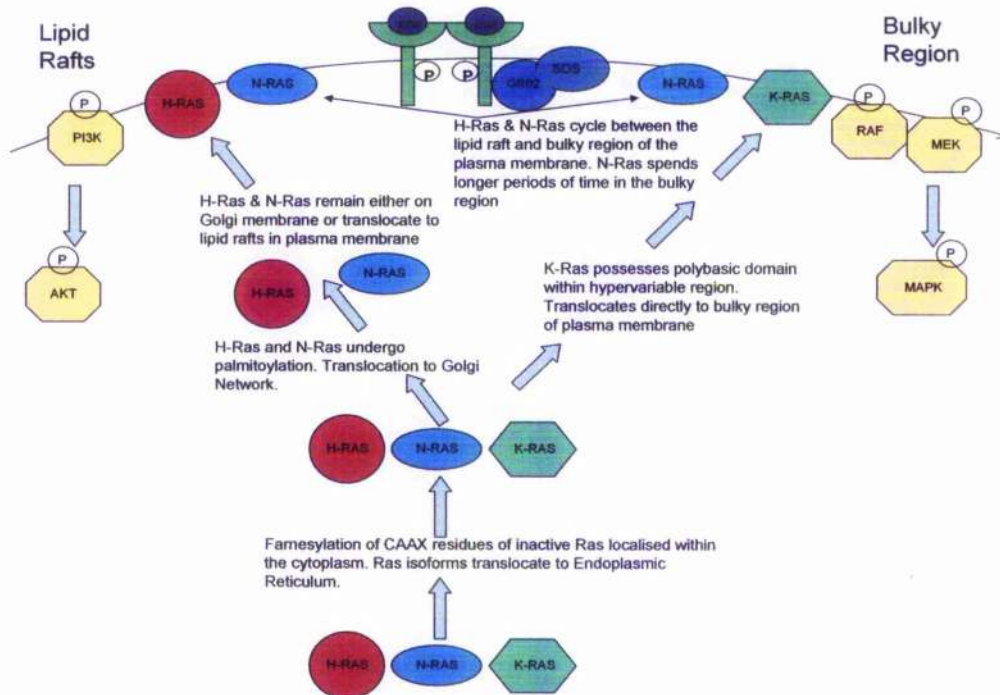 Lipid
Rafts
Bulky
Region
P
P
GRB2
SOS
P
PI3K
H-RAS
N-RAS
N-RAS
K-RAS
P
RAF
P
MEK
H-Ras & N-Ras cycle between the
lipid raft and bulky region of the
plasma membrane. N-Ras spends
longer periods of time in the bulky
region
H-Ras & N-Ras remain either on
Golgi membrane or translocate to
lipid rafts in plasma membrane
P
AKT
H-RAS
N-RAS
K-Ras possesses polybasic domain
within hypervariable region.
Translocates directly to bulky region
of plasma membrane
P
MAPK
H-Ras and N-Ras undergo
palmitoylation. Translocation to Golgi
Network.
H-RAS
N-RAS
K-RAS
Farnesylation of CAAX residues of inactive Ras localised within
the cytoplasm. Ras isoforms translocate to Endoplasmic
Reticulum.
H-RAS
N-RAS
K-RAS